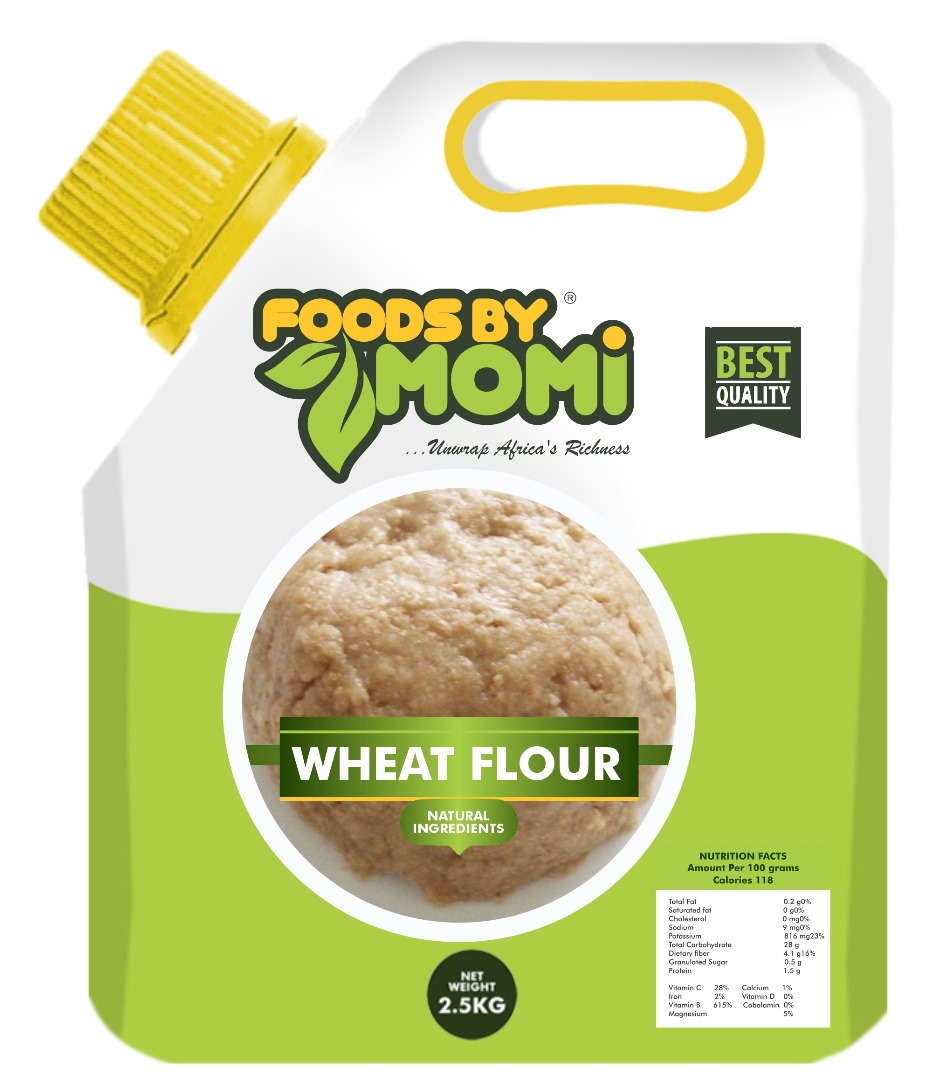 FOODS BY ®
MOMi
...Unwrap Africa's Richness
BEST
QUALITY
WHEAT FLOUR
NATURAL
INGREDIENTS
NET
WEIGHT
2.5KG
NUTRITION FACTS
Amount Per 100 grams
Calories 118
Total Fat 0.2 g0%
Saturated fat 0 g0%
Cholesterol 0 mg0%
Sodium 9 mg0%
Potassium 816 mg23%
Total Carbohydrate 28 g
Dietary fiber 4.1 g16%
Granulated Sugar 0.5 g
Protein 1.5 g
Vitamin C 28% Calcium 1%
Iron 2% Vitamin D 0%
Vitamin B 615% Cobalamin 0%
Magnesium 5%